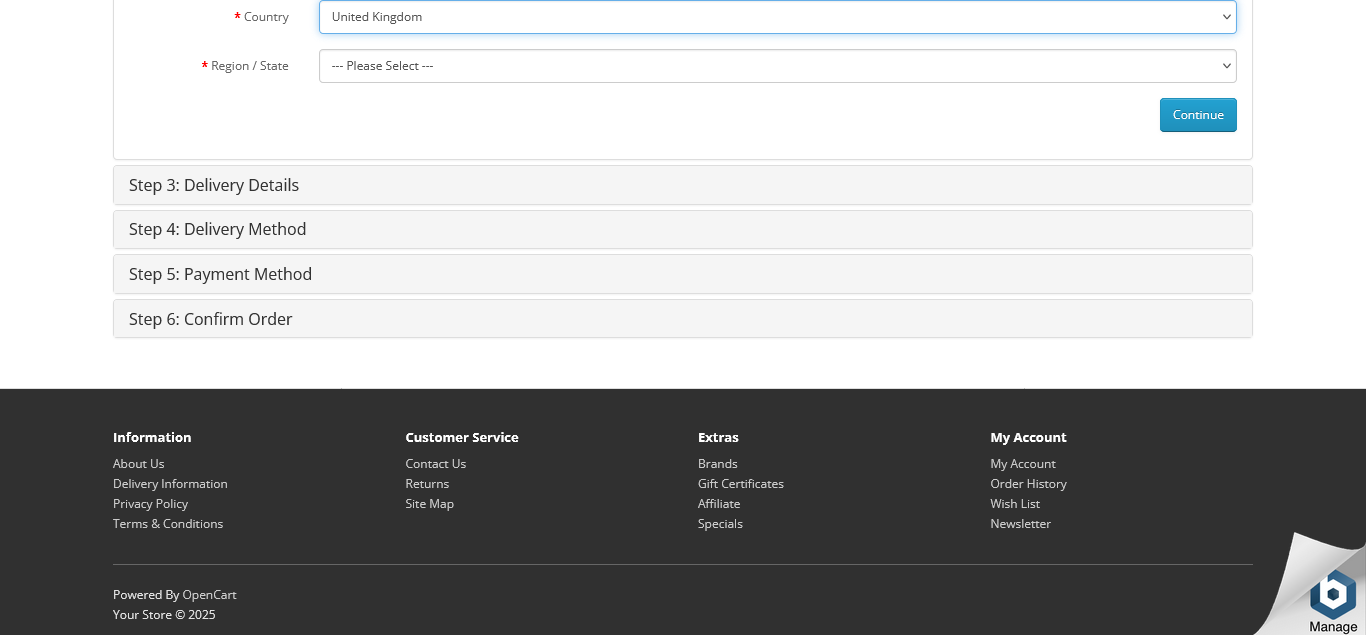 * Country
United Kingdom
* Region / State
--- Please Select ---
Continue
Step 3: Delivery Details
Step 4: Delivery Method
Step 5: Payment Method
Step 6: Confirm Order
Information
About Us
Delivery Information
Privacy Policy
Terms & Conditions
Customer Service
Contact Us
Returns
Site Map
Extras
Brands
Gift Certificates
Affiliate
Specials
My Account
My Account
Order History
Wish List
Newsletter
Powered By OpenCart
Your Store © 2025
Manage